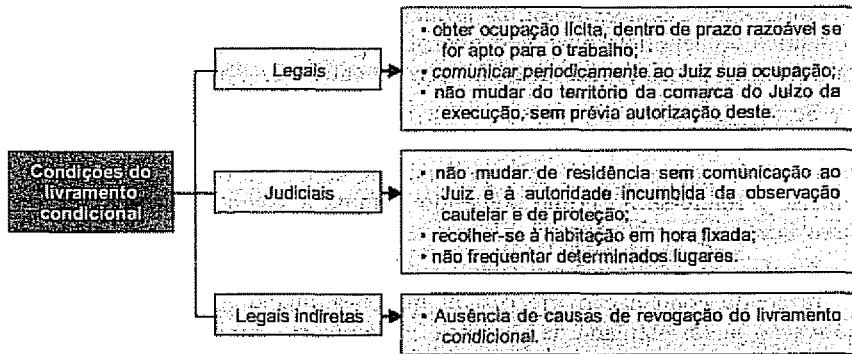 Condições do
livramento
condicional
Legais
• obter ocupação lícita, dentro de prazo razoável se
for apto para o trabalho;
• comunicar periodicamente ao Juiz sua ocupação;
• não mudar do território da comarca do Juízo da
execução, sem prévia autorização deste.
Judiciais
• não mudar de residência sem comunicação ao
Juiz e à autoridade incumbida da observação
cautelar e de proteção;
• recolher-se à habitação em hora fixada;
• não frequentar determinados lugares.
Legais indiretas
• Ausência de causas de revogação do livramento
condicional.